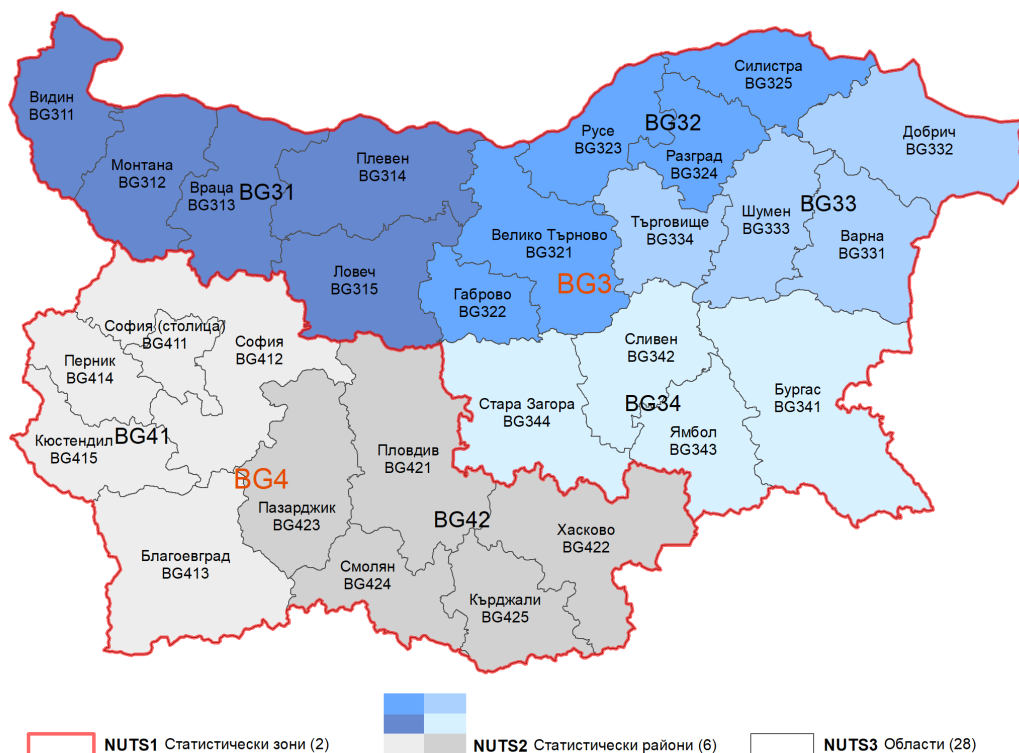 Силистра
BG325
Видин
BG311
Добрич
BG332
Русе
BG323
BG32
Плевен
BG314
Разград
BG324
Монтана
BG312
Враца
BG313
BG31
BG33
Търговище
BG334
Шумен
BG333
Велико Търново
BG321
Варна
BG331
Ловеч
BG315
BG3
Габрово
BG322
София (столица)
BG411
София
BG412
Сливен
BG342
Перник
BG414
Бургас
BG341
Стара Загора
BG344
BG34
Ямбол
BG343
Кюстендил
BG415
BG41
Пловдив
BG421
BG4
Пазарджик
BG423
BG42
Хасково
BG422
Благоевград
BG413
Смолян
BG424
Кърджали
BG425
NUTS1 Статистически зони (2)
NUTS2 Статистически райони (6)
NUTS3 Области (28)